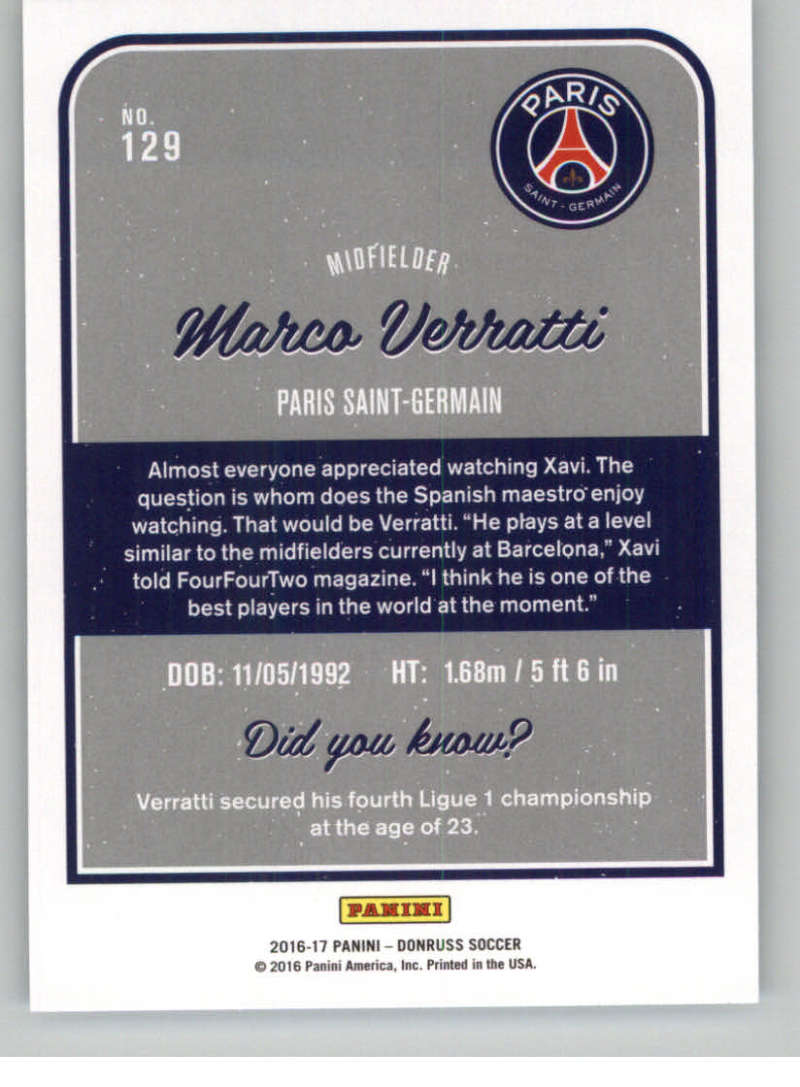 NO.
129
PARIS
SAINT-GERMAIN
MIDFIELDER
Marco Verratti
PARIS SAINT-GERMAIN
Almost everyone appreciated watching Xavi. The
question is whom does the Spanish maestro enjoy
watching. That would be Verratti. “He plays at a level
similar to the midfielders currently at Barcelona,” Xavi
told FourFourTwo magazine. “I think he is one of the
best players in the world at the moment.”
DOB: 11/05/1992 HT: 1.68m / 5 ft 6 in
Did you know?
Verratti secured his fourth Ligue 1 championship
at the age of 23.
PANINI
2016-17 PANINI – DONRUSS SOCCER
© 2016 Panini America, Inc. Printed in the USA.